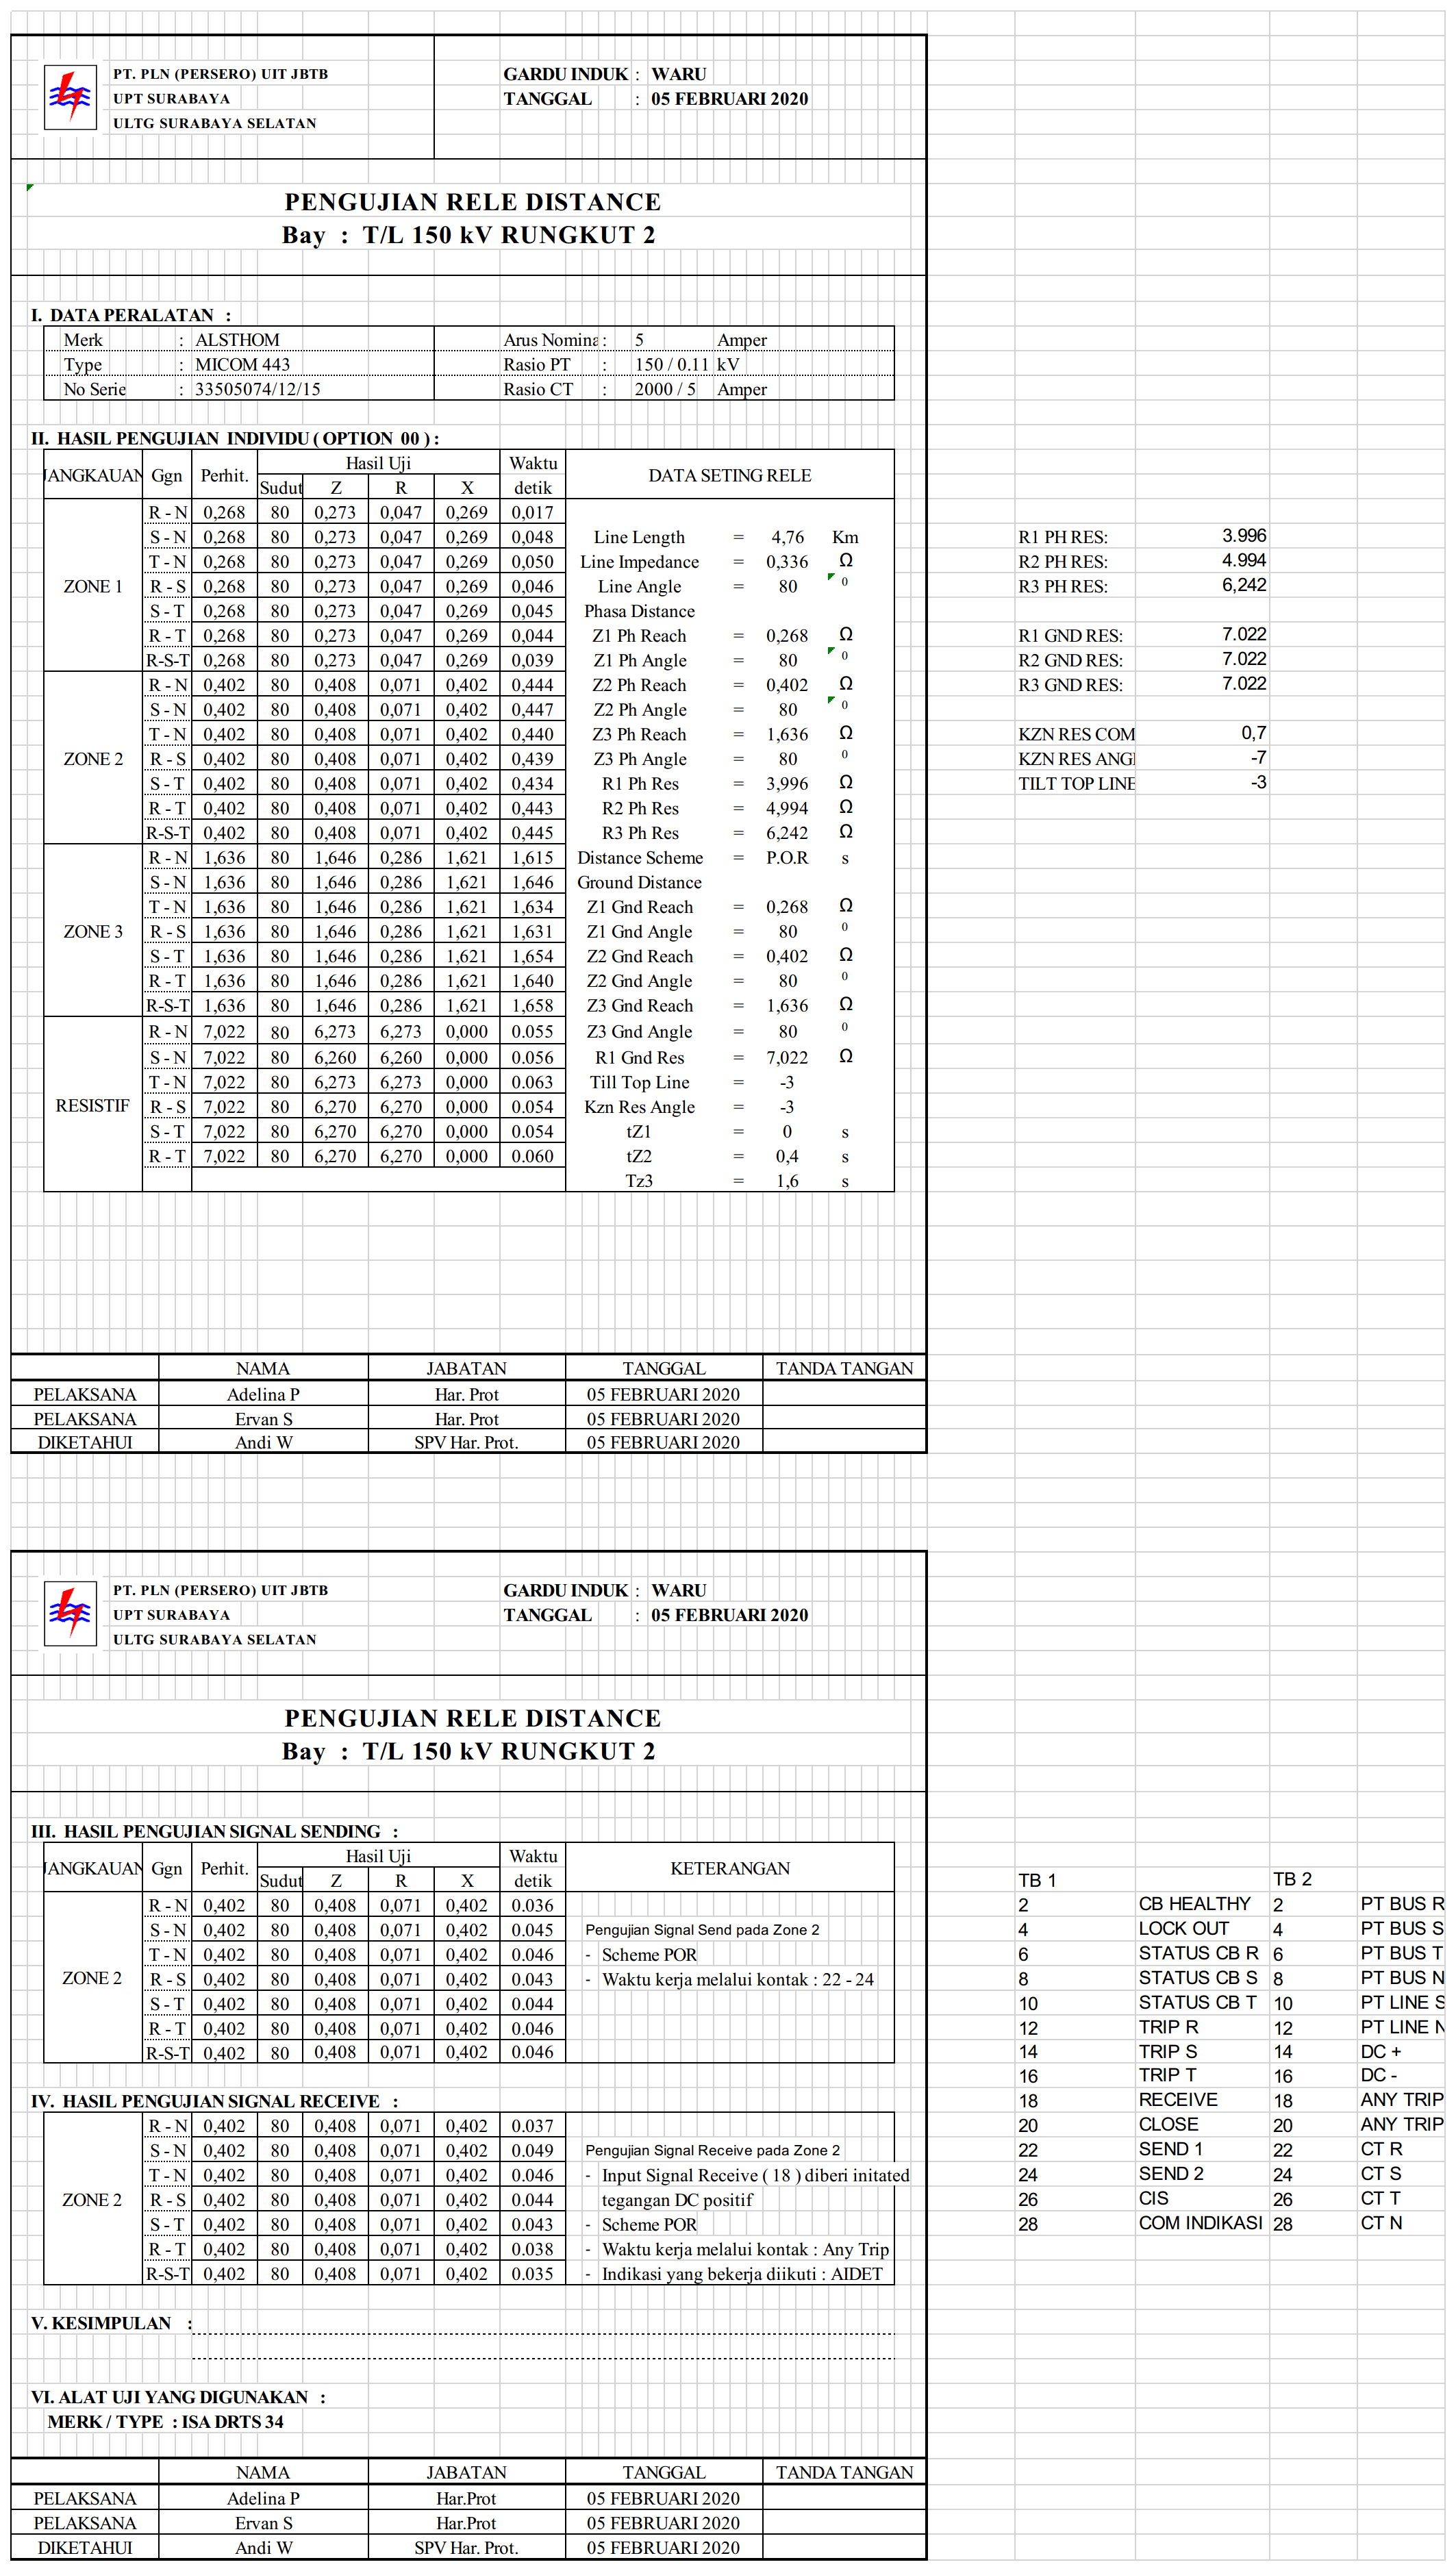 PT. PLN (PERSERO) UIT JBTB GARDU INDUK : WARU
UPT SURABAYA TANGGAL : 05 FEBRUARI 2020
ULTG SURABAYA SELATAN
PENGUJIAN RELE DISTANCE
Bay : T/L 150 kV RUNGKUT 2
I. DATA PERALATAN :
Merk : ALSTHOM Arus Nomina : 5 Amper
Type : MICOM 443 Rasio PT : 150 / 0.11 kV
No Serie : 33505074/12/15 Rasio CT : 2000 / 5 Amper
II. HASIL PENGUJIAN INDIVIDU ( OPTION 00 ) :
JANGKAUAN Ggn Perhit. Hasil Uji Waktu DATA SETING RELE
Sudut Z R X detik
R - N 0,268 80 0,273 0,047 0,269 0,017
S - N 0,268 80 0,273 0,047 0,269 0,048 Line Length = 4,76 Km R1 PH RES: 3.996
T - N 0,268 80 0,273 0,047 0,269 0,050 Line Impedance = 0,336 Ω R2 PH RES: 4.994
ZONE 1 R - S 0,268 80 0,273 0,047 0,269 0,046 Line Angle = 80 0 R3 PH RES: 6,242
S - T 0,268 80 0,273 0,047 0,269 0,045 Phasa Distance
R - T 0,268 80 0,273 0,047 0,269 0,044 Z1 Ph Reach = 0,268 Ω R1 GND RES: 7.022
R-S-T 0,268 80 0,273 0,047 0,269 0,039 Z1 Ph Angle = 80 0 R2 GND RES: 7.022
R - N 0,402 80 0,408 0,071 0,402 0,444 Z2 Ph Reach = 0,402 Ω R3 GND RES: 7.022
S - N 0,402 80 0,408 0,071 0,402 0,447 Z2 Ph Angle = 80 0
T - N 0,402 80 0,408 0,071 0,402 0,440 Z3 Ph Reach = 1,636 Ω KZN RES COM 0,7
ZONE 2 R - S 0,402 80 0,408 0,071 0,402 0,439 Z3 Ph Angle = 80 0 KZN RES ANGI -7
S - T 0,402 80 0,408 0,071 0,402 0,434 R1 Ph Res = 3,996 Ω TILT TOP LINE -3
R - T 0,402 80 0,408 0,071 0,402 0,443 R2 Ph Res = 4,994 Ω
R-S-T 0,402 80 0,408 0,071 0,402 0,445 R3 Ph Res = 6,242 Ω
R - N 1,636 80 1,646 0,286 1,621 1,615 Distance Scheme = P.O.R s
S - N 1,636 80 1,646 0,286 1,621 1,646 Ground Distance
T - N 1,636 80 1,646 0,286 1,621 1,634 Z1 Gnd Reach = 0,268 Ω
ZONE 3 R - S 1,636 80 1,646 0,286 1,621 1,631 Z1 Gnd Angle = 80 0
S - T 1,636 80 1,646 0,286 1,621 1,654 Z2 Gnd Reach = 0,402 Ω
R - T 1,636 80 1,646 0,286 1,621 1,640 Z2 Gnd Angle = 80 0
R-S-T 1,636 80 1,646 0,286 1,621 1,658 Z3 Gnd Reach = 1,636 Ω
R - N 7,022 80 6,273 6,273 0,000 0.055 Z3 Gnd Angle = 80 0
S - N 7,022 80 6,260 6,260 0,000 0.056 R1 Gnd Res = 7,022 Ω
T - N 7,022 80 6,273 6,273 0,000 0.063 Till Top Line = -3
RESISTIF R - S 7,022 80 6,270 6,270 0,000 0.054 Kzn Res Angle = -3
S - T 7,022 80 6,270 6,270 0,000 0.054 tZ1 = 0 s
R - T 7,022 80 6,270 6,270 0,000 0.060 tZ2 = 0,4 s
Tz3 = 1,6 s
NAMA JABATAN TANGGAL TANDA TANGAN
PELAKSANA Adelina P Har. Prot 05 FEBRUARI 2020
PELAKSANA Ervan S Har. Prot 05 FEBRUARI 2020
DIKETAHUI Andi W SPV Har. Prot. 05 FEBRUARI 2020
PT. PLN (PERSERO) UIT JBTB GARDU INDUK : WARU
UPT SURABAYA TANGGAL : 05 FEBRUARI 2020
ULTG SURABAYA SELATAN
PENGUJIAN RELE DISTANCE
Bay : T/L 150 kV RUNGKUT 2
III. HASIL PENGUJIAN SIGNAL SENDING :
JANGKAUAN Ggn Perhit. Hasil Uji Waktu KETERANGAN
Sudut Z R X detik TB 1 TB 2
R - N 0,402 80 0,408 0,071 0,402 0.036 2 CB HEALTHY 2 PT BUS R
S - N 0,402 80 0,408 0,071 0,402 0.045 Pengujian Signal Send pada Zone 2 4 LOCK OUT 4 PT BUS S
T - N 0,402 80 0,408 0,071 0,402 0.046 - Scheme POR 6 STATUS CB R 6 PT BUS T
ZONE 2 R - S 0,402 80 0,408 0,071 0,402 0.043 - Waktu kerja melalui kontak : 22 - 24 8 STATUS CB S 8 PT BUS N
S - T 0,402 80 0,408 0,071 0,402 0.044 10 STATUS CB T 10 PT LINE S
R - T 0,402 80 0,408 0,071 0,402 0.046 12 TRIP R 12 PT LINE N
R-S-T 0,402 80 0,408 0,071 0,402 0.046 14 TRIP S 14 DC +
16 TRIP T 16 DC -
IV. HASIL PENGUJIAN SIGNAL RECEIVE : 18 RECEIVE 18 ANY TRIP
R - N 0,402 80 0,408 0,071 0,402 0.037 20 CLOSE 20 ANY TRIP
S - N 0,402 80 0,408 0,071 0,402 0.049 Pengujian Signal Receive pada Zone 2 22 SEND 1 22 CT R
T - N 0,402 80 0,408 0,071 0,402 0.046 - Input Signal Receive ( 18 ) diberi initated 24 SEND 2 24 CT S
ZONE 2 R - S 0,402 80 0,408 0,071 0,402 0.044 tegangan DC positif 26 CIS 26 CT T
S - T 0,402 80 0,408 0,071 0,402 0.043 - Scheme POR 28 COM INDIKASI 28 CT N
R - T 0,402 80 0,408 0,071 0,402 0.038 - Waktu kerja melalui kontak : Any Trip
R-S-T 0,402 80 0,408 0,071 0,402 0.035 - Indikasi yang bekerja diikuti : AIDET
V. KESIMPULAN :
VI. ALAT UJI YANG DIGUNAKAN :
MERK / TYPE : ISA DRTS 34
NAMA JABATAN TANGGAL TANDA TANGAN
PELAKSANA Adelina P Har.Prot 05 FEBRUARI 2020
PELAKSANA Ervan S Har.Prot 05 FEBRUARI 2020
DIKETAHUI Andi W SPV Har. Prot. 05 FEBRUARI 2020